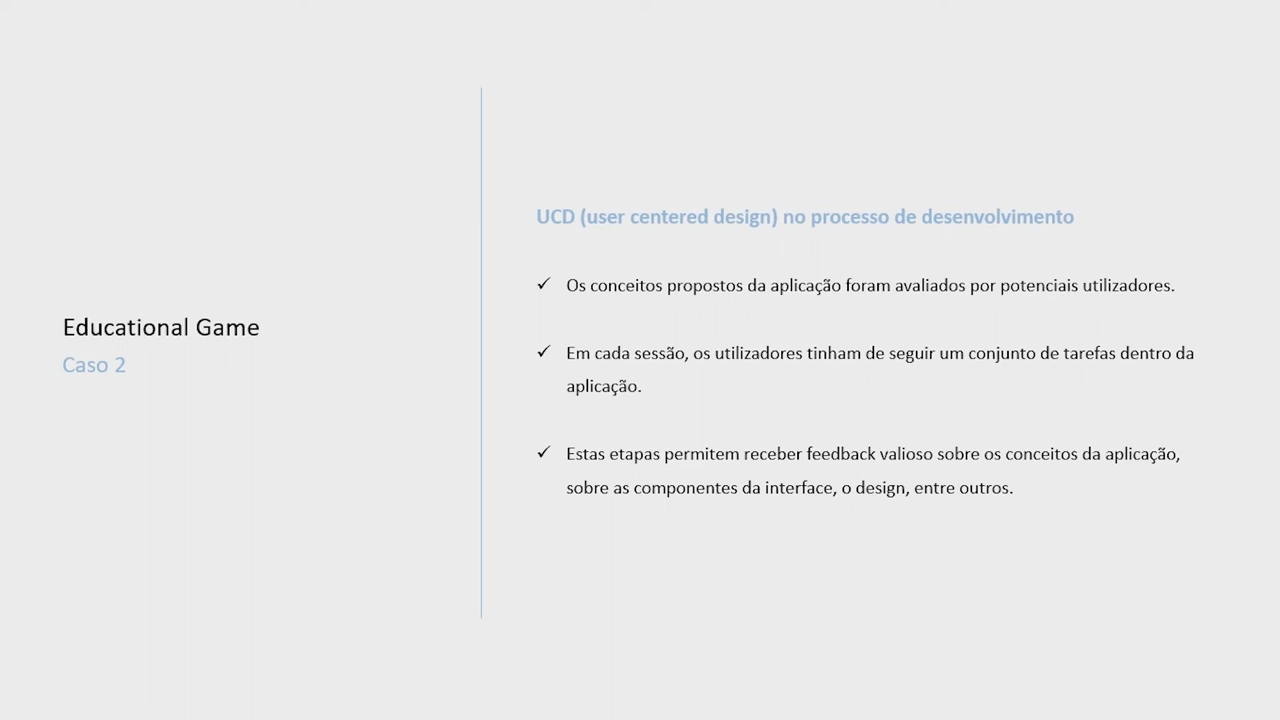 Educational Game
Caso 2
UCD (user centered design) no processo de desenvolvimento
✓ Os conceitos propostos da aplicação foram avaliados por potenciais utilizadores.
✓ Em cada sessão, os utilizadores tinham de seguir um conjunto de tarefas dentro da
aplicação.
✓ Estas etapas permitem receber feedback valioso sobre os conceitos da aplicação,
sobre as componentes da interface, o design, entre outros.